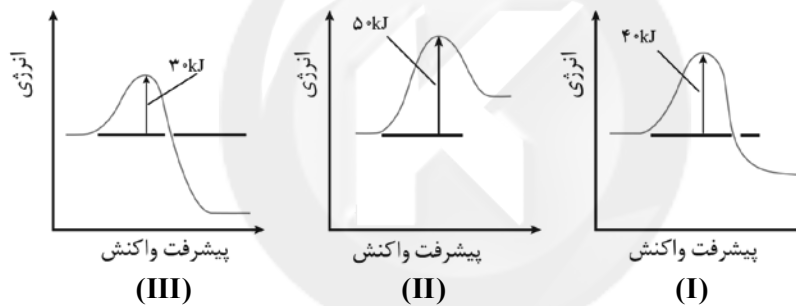 ۳۰kJ
انرژی
پیشرفت واکنش
(III)
۵۰kJ
انرژی
پیشرفت واکنش
(II)
۴۰kJ
انرژی
پیشرفت واکنش
(I)